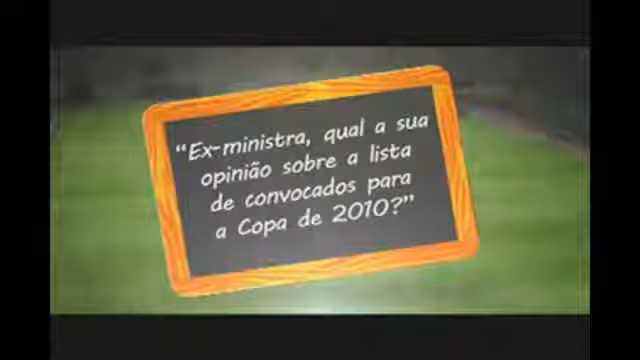 “Ex-ministra, qual a sua
opinião sobre a lista
de convocados para
a Copa de 2010?”